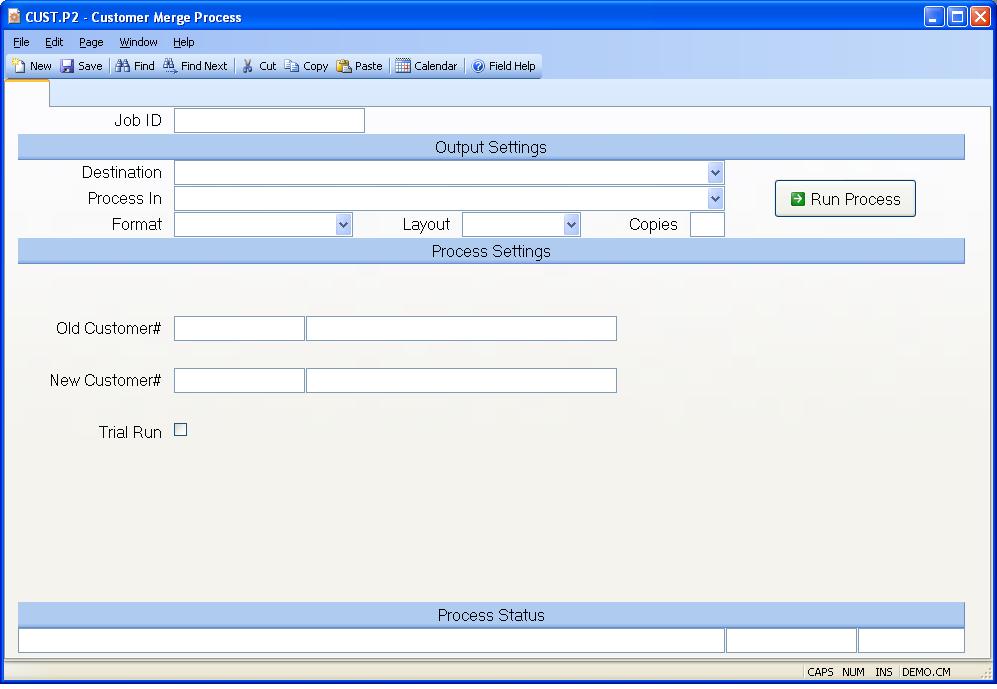 CUST.P2 - Customer Merge Process
File Edit Page Window Help
New Save Find Find Next Cut Copy Paste Calendar Field Help
Job ID
Output Settings
Destination
Process In
Run Process
Format Layout Copies
Process Settings
Old Customer#
New Customer#
Trial Run
Process Status
CAPS NUM INS DEMO.CM